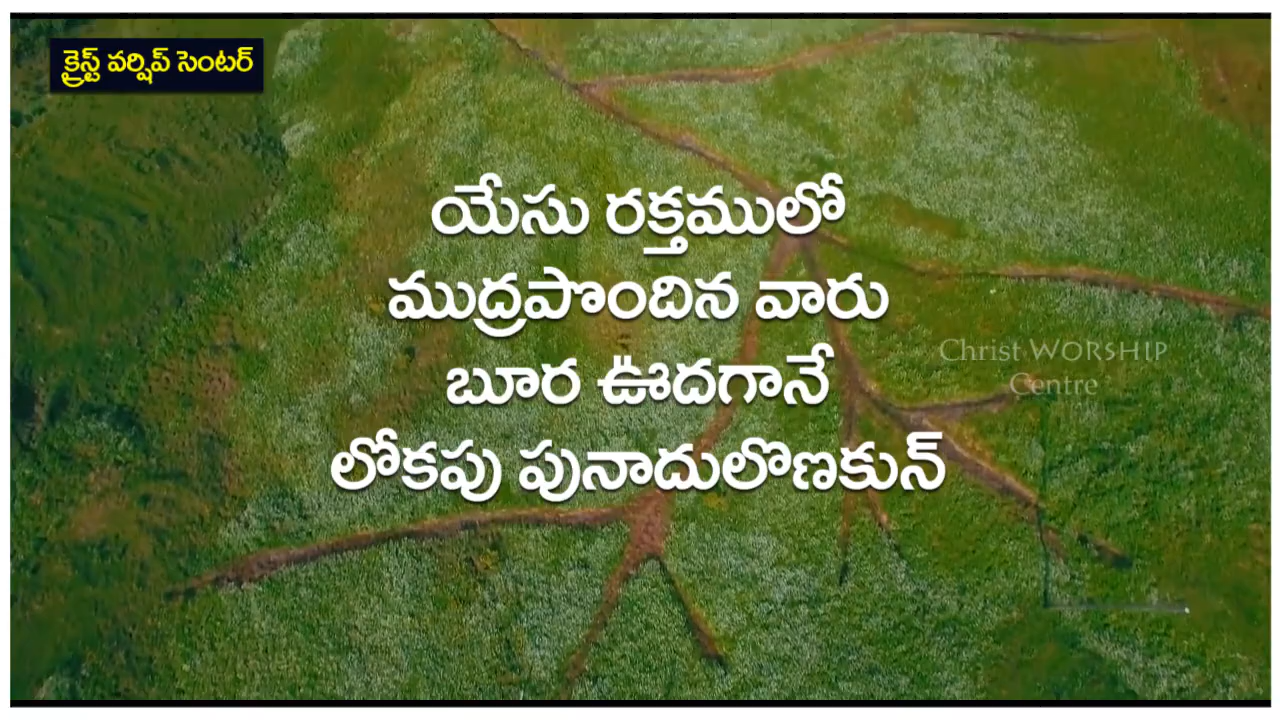 క్రైస్ట్ వర్షిప్ సెంటర్
యేసు రక్తములో
ముద్రపొందిన వారు
బూర ఊదగానే
లోకపు పునాదులొణకున్
Christ WORSHIP
Centre